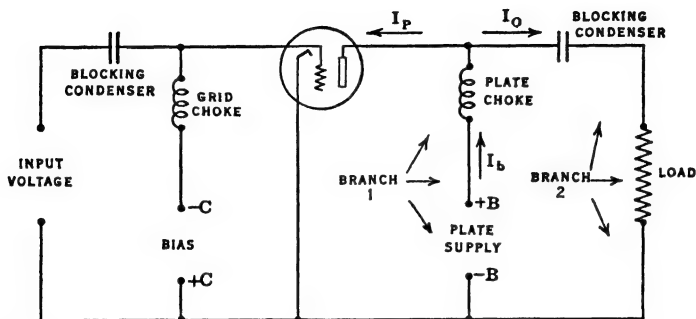 BLOCKING
CONDENSER
GRID
CHOKE
INPUT
VOLTAGE
-C
BIAS
+C
I_P
I_O
BLOCKING
CONDENSER
PLATE
CHOKE
I_b
BRANCH
1
+B
PLATE
SUPPLY
-B
BRANCH
2
LOAD